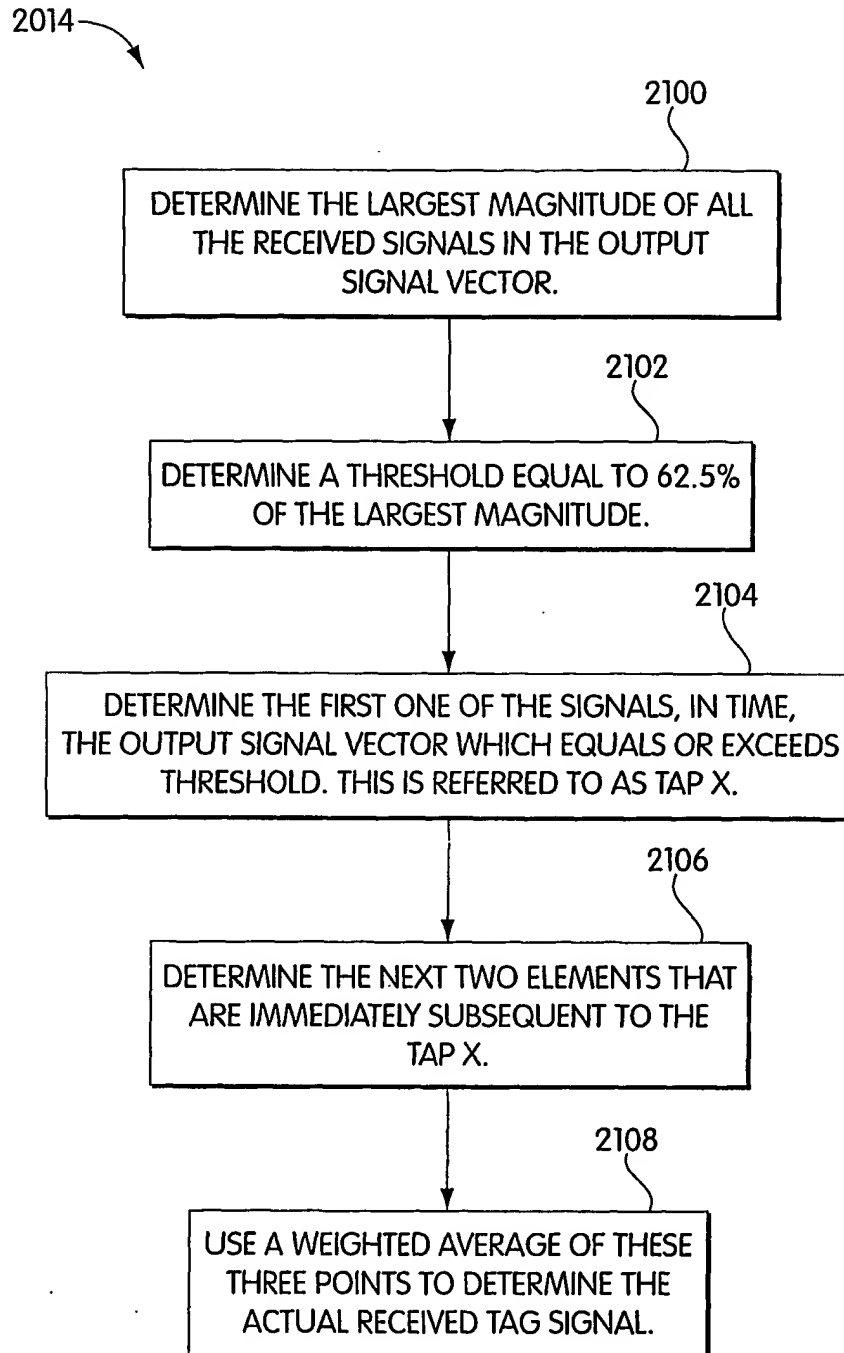 2014
2100
DETERMINE THE LARGEST MAGNITUDE OF ALL
THE RECEIVED SIGNALS IN THE OUTPUT
SIGNAL VECTOR.
2102
DETERMINE A THRESHOLD EQUAL TO 62.5%
OF THE LARGEST MAGNITUDE.
2104
DETERMINE THE FIRST ONE OF THE SIGNALS, IN TIME,
THE OUTPUT SIGNAL VECTOR WHICH EQUALS OR EXCEEDS
THRESHOLD. THIS IS REFERRED TO AS TAP X.
2106
DETERMINE THE NEXT TWO ELEMENTS THAT
ARE IMMEDIATELY SUBSEQUENT TO THE
TAP X.
2108
USE A WEIGHTED AVERAGE OF THESE
THREE POINTS TO DETERMINE THE
ACTUAL RECEIVED TAG SIGNAL.